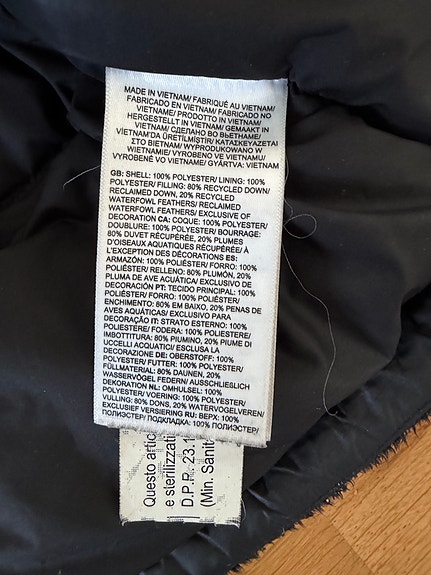 MADE IN VIETNAM/ FABRIQUÉ AU VIETNAM/
FABRICADO EN VIETNAM/ FABRICADO NO
VIETNAME/ PRODOTTO IN VIETNAM/
HERGESTELLT IN VIETNAM/ GEMAAKT IN
VIETNAM/ СДЕЛАНО ВО ВЬЕТНАМЕ/
VİETNAM'DA ÜRETİLMİŞTİR/ ΚΑΤΑΣΚΕΥΑΖΕΤΑΙ
ΣΤΟ ΒΙΕΤΝΑΜ/ WYPRODUKOWANO W
WIETNAMIE/ VYROBENO VE VIETNAMU/
VYROBENÉ VO VIETNAME/ GYÁRTVA: VIETNAM
GB: SHELL: 100% POLYESTER/ LINING: 100%
POLYESTER/ FILLING: 80% RECYCLED DOWN/
RECLAIMED DOWN, 20% RECYCLED
WATERFOWL FEATHERS/ RECLAIMED
WATERFOWL FEATHERS/ EXCLUSIVE OF
DECORATION CA: COQUE: 100% POLYESTER/
DOUBLURE: 100% POLYESTER/ BOURRAGE:
80% DUVET RÉCUPÉRÉE, 20% PLUMES
D'OISEAUX AQUATIQUES RÉCUPÉRÉE/ À
L'EXCEPTION DES DÉCORATIONS ES:
ARMAZÓN: 100% POLIÉSTER/ FORRO: 100%
POLIÉSTER/ RELLENO: 80% PLUMÓN, 20%
PLUMA DE AVE ACUÁTICA/ EXCLUSIVO DE
DECORACIÓN PT: TECIDO PRINCIPAL: 100%
POLIÉSTER/ FORRO: 100% POLIÉSTER/
ENCHIMENTO: 80% EM BAIXO, 20% PENAS DE
AVES AQUÁTICAS/ EXCLUSIVO PARA
DECORAÇÃO IT: STRATO ESTERNO: 100%
POLIESTERE/ FODERA: 100% POLIESTERE/
IMBOTTITURA: 80% PIUMINO, 20% PIUME DI
UCCELLI ACQUATICI/ ESCLUSA LA
DECORAZIONE DE: OBERSTOFF: 100%
POLYESTER/ FUTTER: 100% POLYESTER/
FÜLLMATERIAL: 80% DAUNEN, 20%
WASSERVÖGEL FEDERN/ AUSSCHLIEßLICH
DEKORATION NL: OMHULSEL: 100%
POLYESTER/ VOERING: 100% POLYESTER/
VULLING: 80% DONS, 20% WATERVOGELVEREN/
EXCLUSIEF VERSIERING RU: ВЕРХ: 100%
ПОЛИЭСТЕР/ ПОДКЛАДКА: 100% ПОЛИЭСТЕР/
Questo artic
e sterilizzati
D.P.R. 23.1
(Min. Sanit